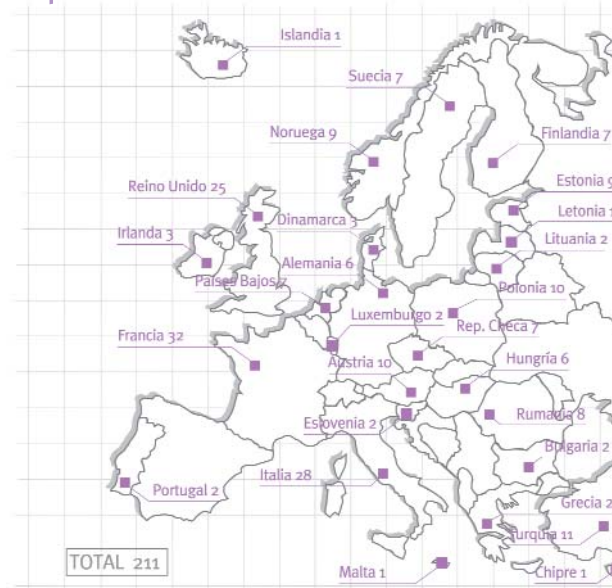 Islandia 1
Suecia 7
Noruega 9
Finlandia 7
Reino Unido 25
Estonia 9
Dinamarca 3
Letonia 1
Irlanda 3
Lituania 2
Alemania 6
Países Bajos 7
Polonia 10
Luxemburgo 2
Francia 32
Rep. Checa 7
Austria 10
Hungría 6
Eslovenia 2
Rumanía 8
Bulgaria 2
Italia 28
Portugal 2
Grecia 2
Turquía 11
TOTAL 211
Malta 1
Chipre 1